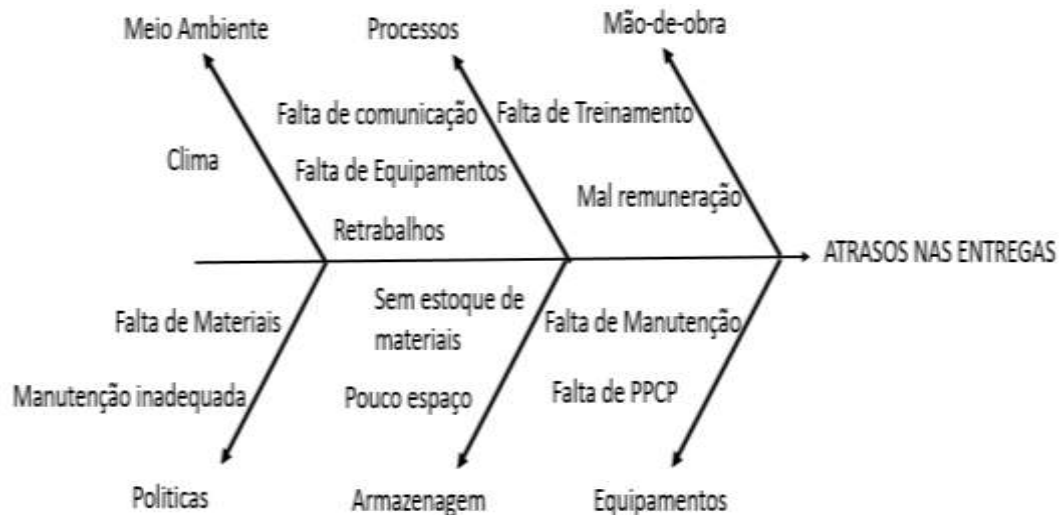 Meio Ambiente
Processos
Mão-de-obra
Falta de comunicação
Falta de Treinamento
Clima
Falta de Equipamentos
Mal remuneração
Retrabalhos
ATRASOS NAS ENTREGAS
Sem estoque de
materiais
Falta de Materiais
Falta de Manutenção
Manutenção inadequada
Pouco espaço
Falta de PPCP
Politicas
Armazenagem
Equipamentos